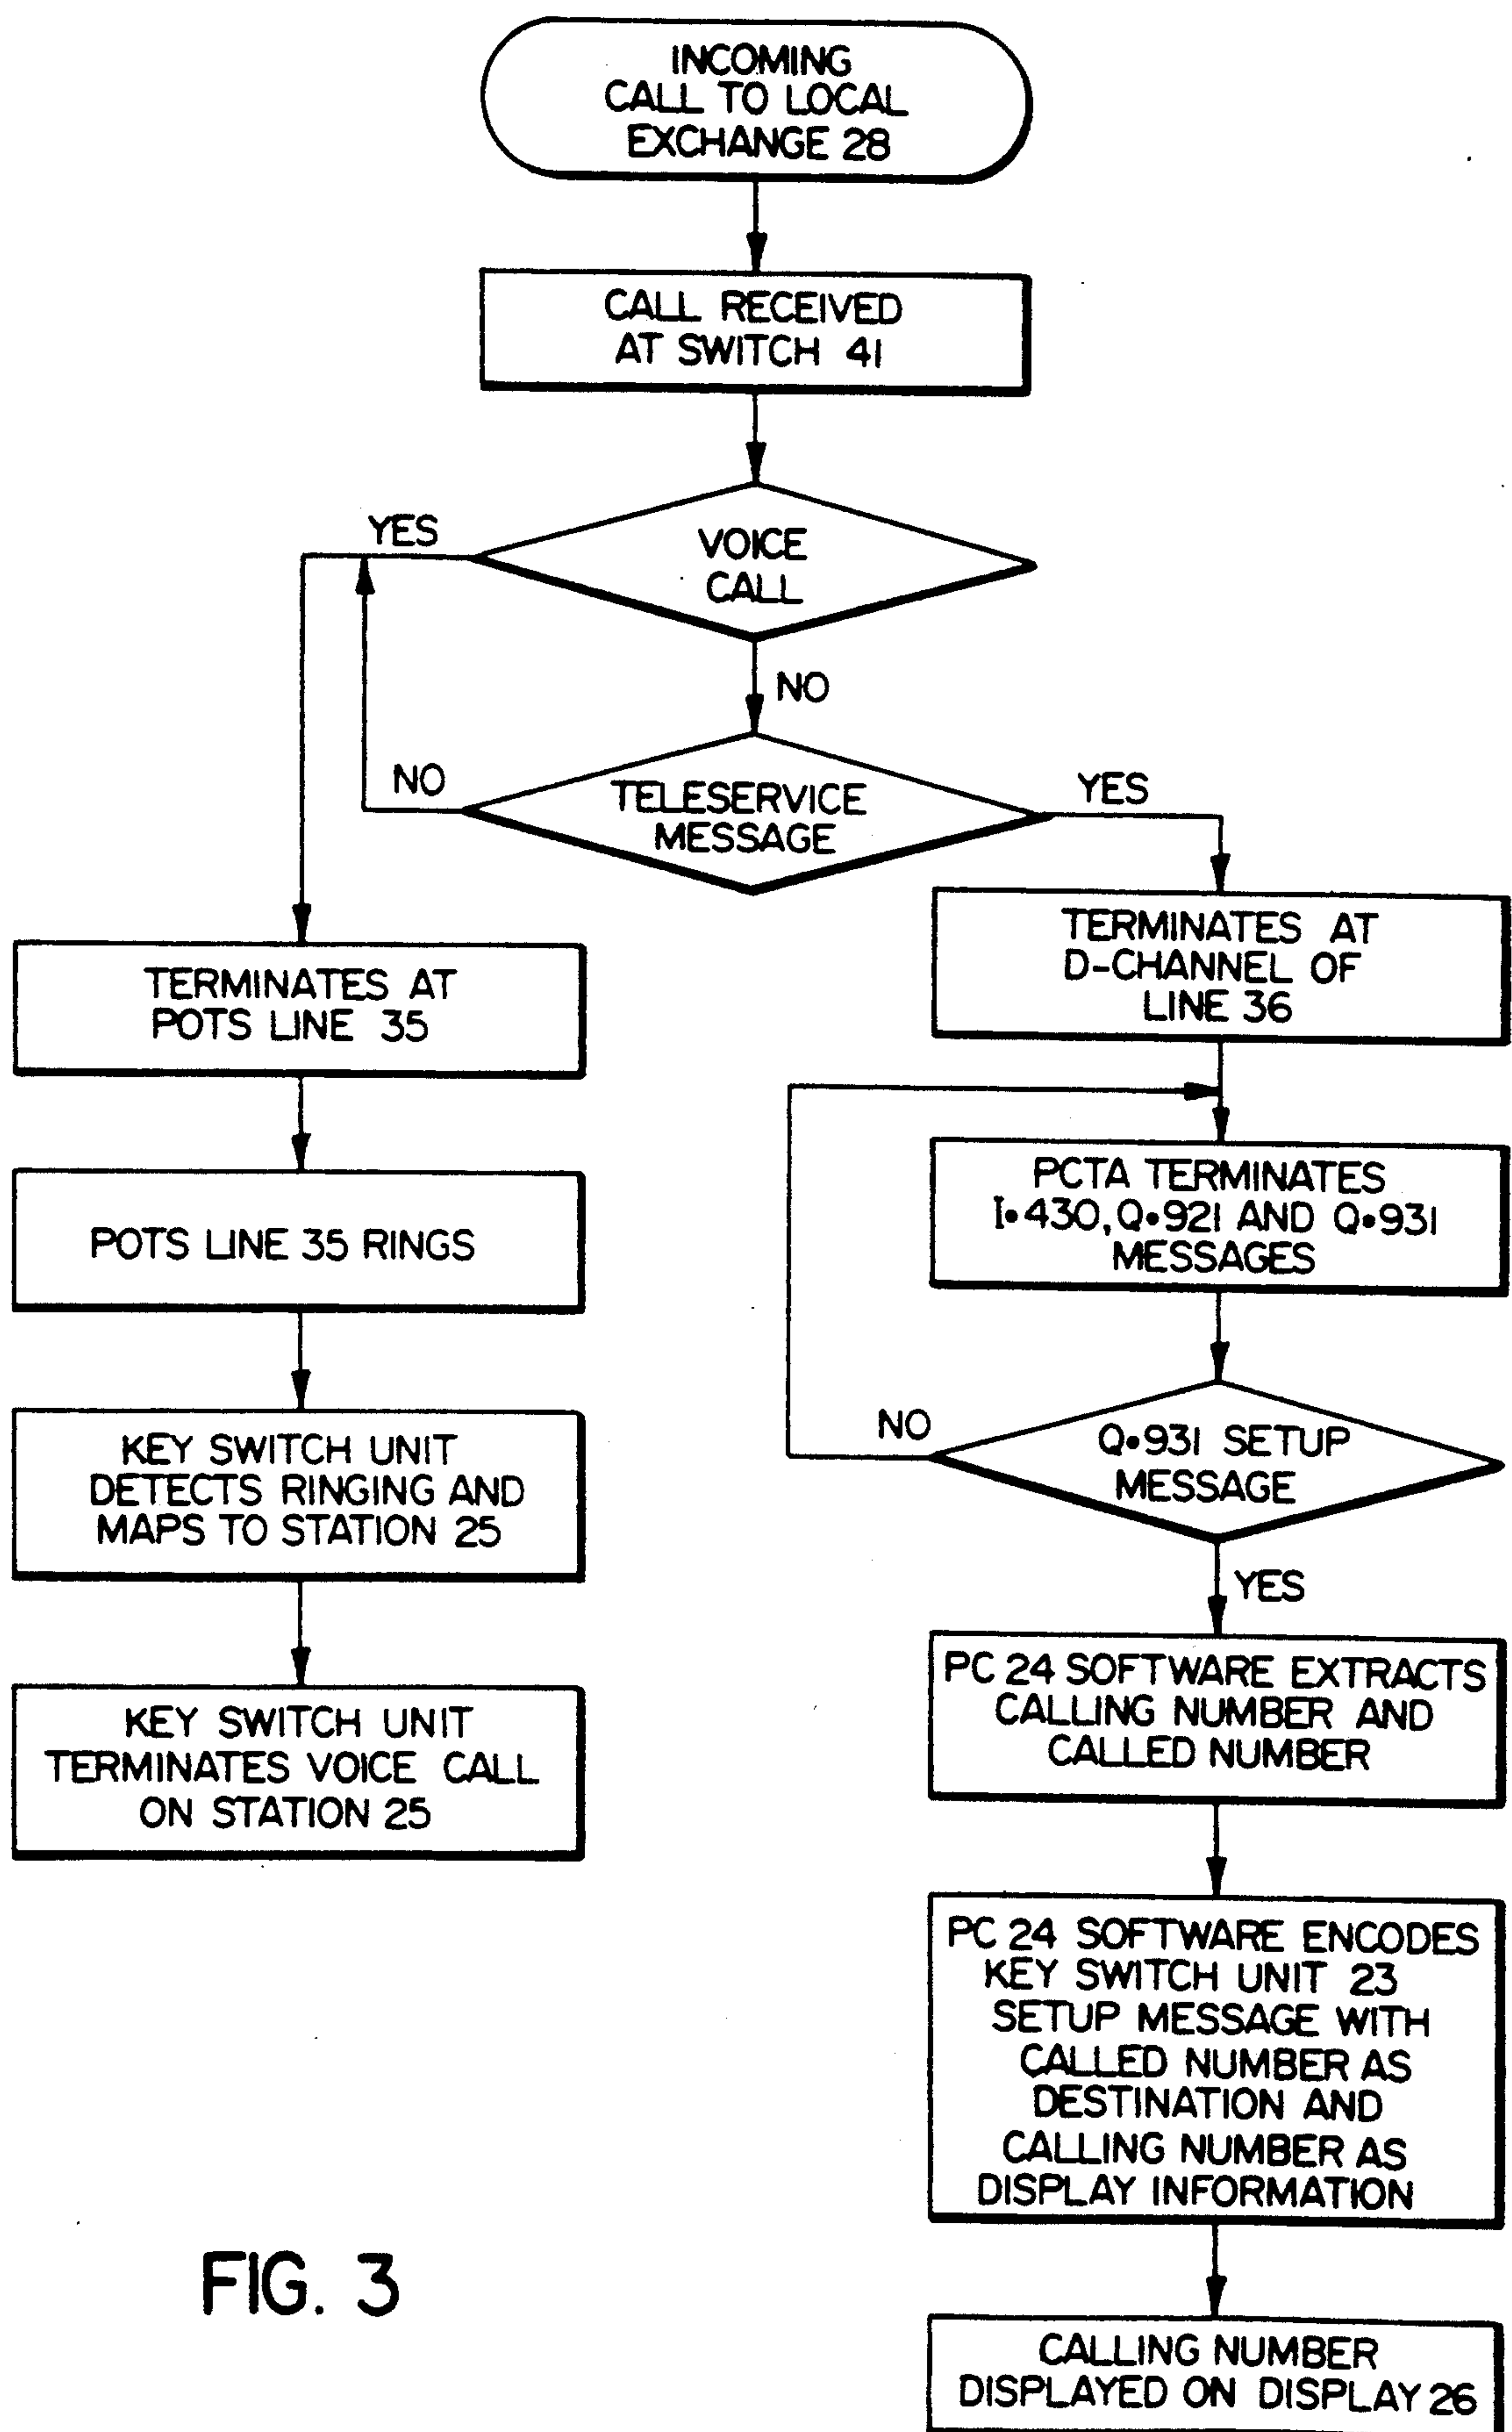 INCOMING
CALL TO LOCAL
EXCHANGE 28
CALL RECEIVED
AT SWITCH 41
VOICE
CALL
YES
NO
TELESERVICE
MESSAGE
NO
YES
TERMINATES AT
POTS LINE 35
POTS LINE 35 RINGS
KEY SWITCH UNIT
DETECTS RINGING AND
MAPS TO STATION 25
KEY SWITCH UNIT
TERMINATES VOICE CALL
ON STATION 25
TERMINATES AT
D-CHANNEL OF
LINE 36
PCTA TERMINATES
I•430, Q•921 AND Q•931
MESSAGES
Q•931 SETUP
MESSAGE
NO
YES
PC 24 SOFTWARE EXTRACTS
CALLING NUMBER AND
CALLED NUMBER
PC 24 SOFTWARE ENCODES
KEY SWITCH UNIT 23
SETUP MESSAGE WITH
CALLED NUMBER AS
DESTINATION AND
CALLING NUMBER AS
DISPLAY INFORMATION
CALLING NUMBER
DISPLAYED ON DISPLAY 26
FIG. 3